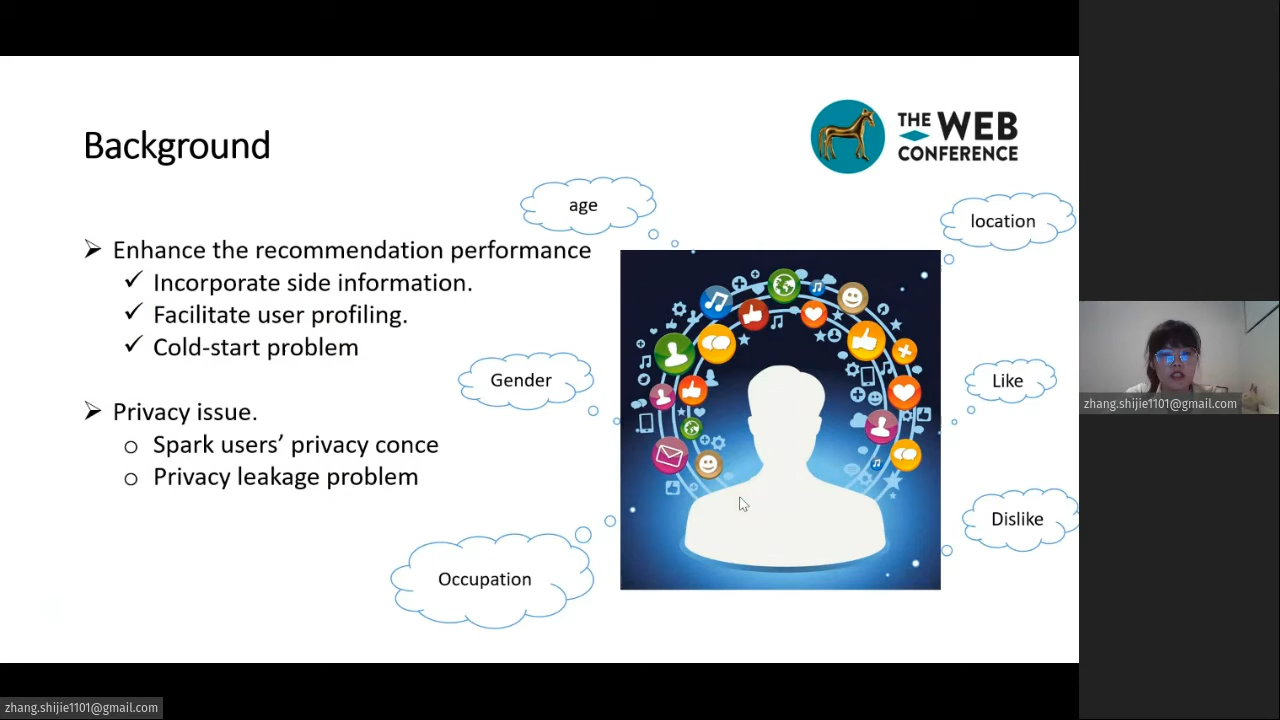 Background
THE WEB
CONFERENCE
age
location
Enhance the recommendation performance
Incorporate side information.
Facilitate user profiling.
Cold-start problem
Gender
Like
zhang.shijie1101@gmail.com
Privacy issue.
Spark users’ privacy conce
Privacy leakage problem
Dislike
Occupation
zhang.shijie1101@gmail.com